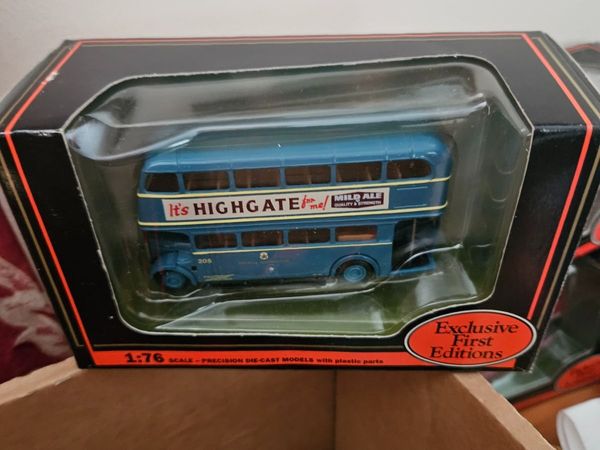 It's HIGHGATE for me!
MILD ALE
QUALITY & STRENGTH
205
1:76 SCALE - PRECISION DIE-CAST MODELS with plastic parts
Exclusive
First
Editions